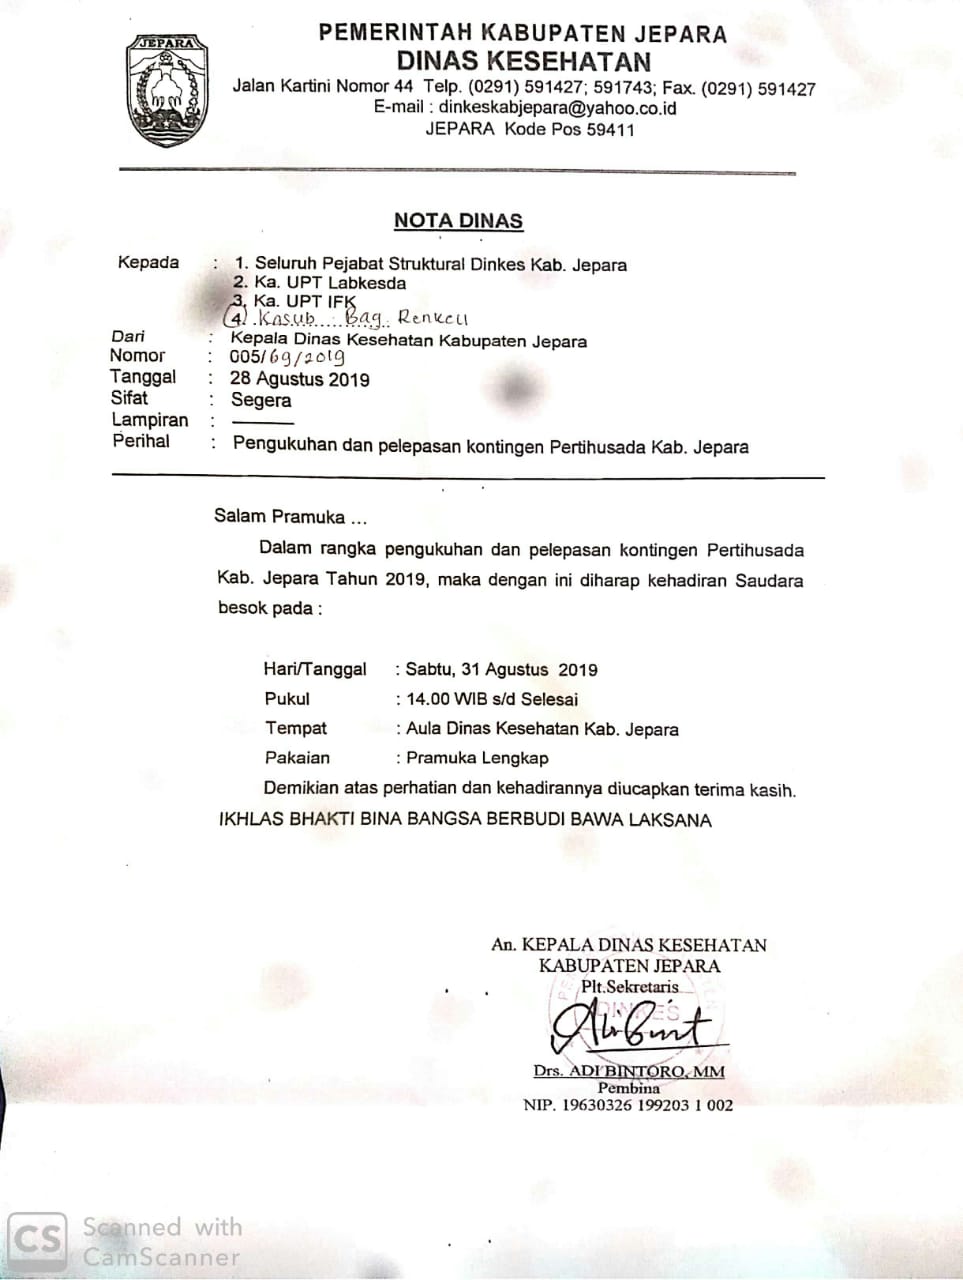 JEPARA
PEMERINTAH KABUPATEN JEPARA
DINAS KESEHATAN
Jalan Kartini Nomor 44 Telp. (0291) 591427; 591743; Fax. (0291) 591427
E-mail : dinkeskabjepara@yahoo.co.id
JEPARA Kode Pos 59411
NOTA DINAS
Kepada : 1. Seluruh Pejabat Struktural Dinkes Kab. Jepara
2. Ka. UPT Labkesda
3. Ka. UPT IFK
4. Kasub Bag. Renkeu
Dari : Kepala Dinas Kesehatan Kabupaten Jepara
Nomor : 005/69/2019
Tanggal : 28 Agustus 2019
Sifat : Segera
Lampiran : ———
Perihal : Pengukuhan dan pelepasan kontingen Pertihusada Kab. Jepara
Salam Pramuka ...
Dalam rangka pengukuhan dan pelepasan kontingen Pertihusada
Kab. Jepara Tahun 2019, maka dengan ini diharap kehadiran Saudara
besok pada :
Hari/Tanggal : Sabtu, 31 Agustus 2019
Pukul : 14.00 WIB s/d Selesai
Tempat : Aula Dinas Kesehatan Kab. Jepara
Pakaian : Pramuka Lengkap
Demikian atas perhatian dan kehadirannya diucapkan terima kasih.
IKHLAS BHAKTI BINA BANGSA BERBUDI BAWA LAKSANA
An. KEPALA DINAS KESEHATAN
KABUPATEN JEPARA
Plt.Sekretaris
DINKES
Drs. ADI BINTORO, MM
Pembina
NIP. 19630326 199203 1 002
CS Scanned with
CamScanner